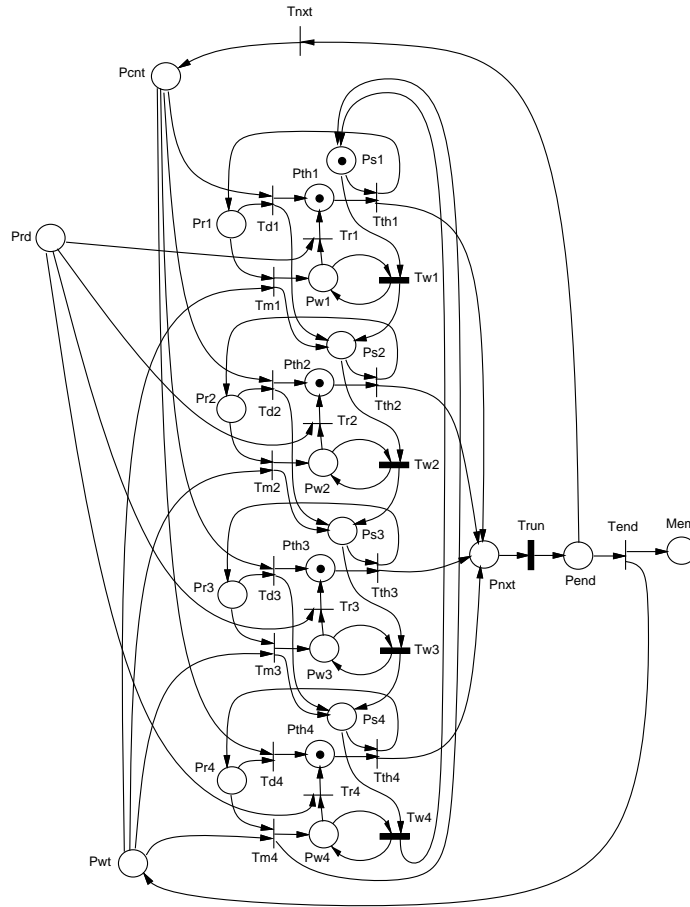 Tnxt
Pcnt
Ps1
Pth1
Pr1
Td1
Tth1
Prd
Tr1
Tm1
Pw1
Tw1
Ps2
Pth2
Pr2
Td2
Tth2
Tr2
Tm2
Pw2
Tw2
Ps3
Pth3
Trun
Tend
Mem
Pr3
Td3
Tth3
Pnxt
Pend
Tr3
Tm3
Pw3
Tw3
Ps4
Pth4
Pr4
Td4
Tth4
Tr4
Tw4
Pwt
Tm4
Pw4